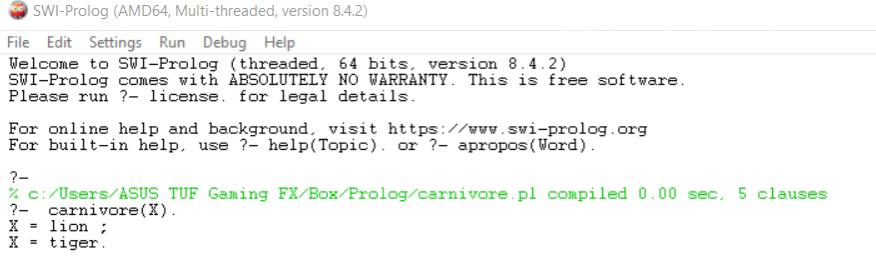 SWI-Prolog (AMD64, Multi-threaded, version 8.4.2)
File Edit Settings Run Debug Help
Welcome to SWI-Prolog (threaded, 64 bits, version 8.4.2)
SWI-Prolog comes with ABSOLUTELY NO WARRANTY. This is free software.
Please run ?- license. for legal details.

For online help and background, visit https://www.swi-prolog.org
For built-in help, use ?- help(Topic). or ?- apropos(Word).

?-
% c:/Users/ASUS TUF Gaming FX/Box/Prolog/carnivore.pl compiled 0.00 sec, 5 clauses
?- carnivore(X).
X = lion ;
X = tiger.